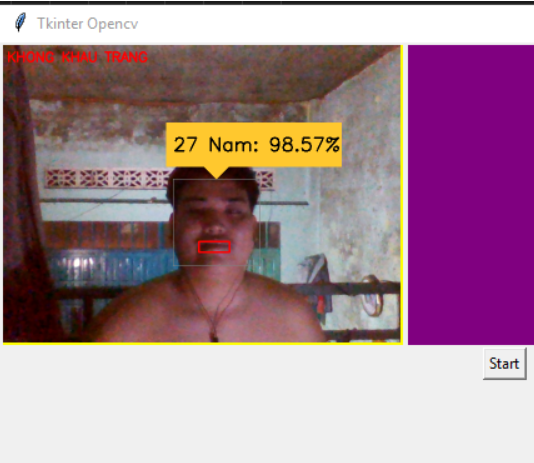 Tkinter Opencv
KHONG KHAU TRANG
27 Nam: 98.57%
Start